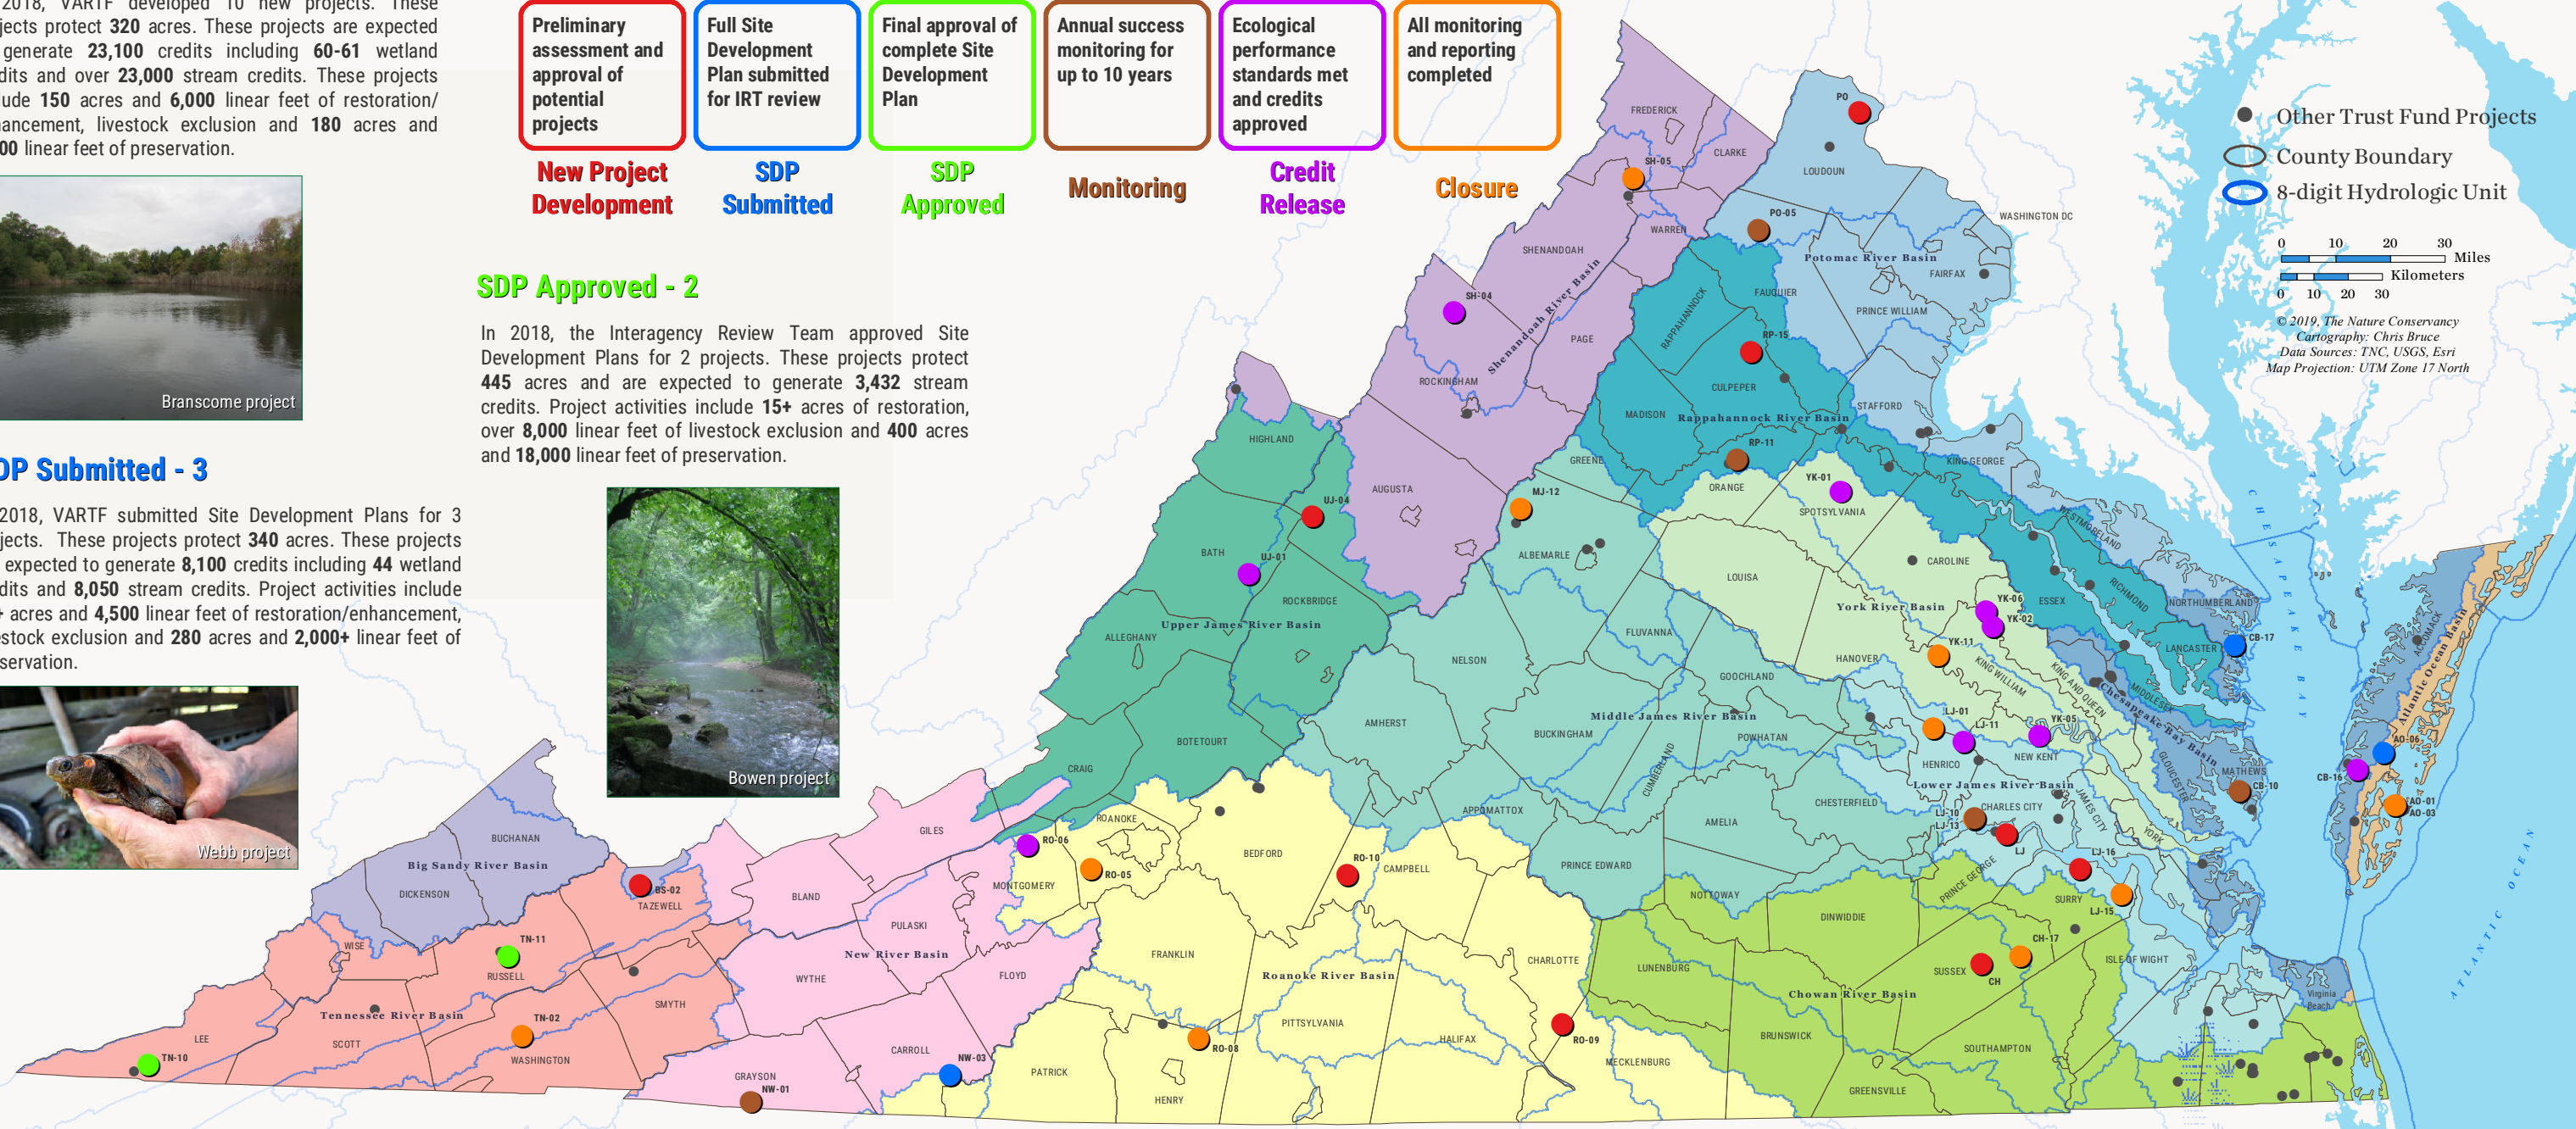 2018, VARTF developed 10 new projects. These
jects protect 320 acres. These projects are expected
generate 23,100 credits including 60-61 wetland
dits and over 23,000 stream credits. These projects
lude 150 acres and 6,000 linear feet of restoration/
ancement, livestock exclusion and 180 acres and
00 linear feet of preservation.
Branscome project
DP Submitted - 3
2018, VARTF submitted Site Development Plans for 3
jects. These projects protect 340 acres. These projects
expected to generate 8,100 credits including 44 wetland
dits and 8,050 stream credits. Project activities include
+ acres and 4,500 linear feet of restoration/enhancement,
estock exclusion and 280 acres and 2,000+ linear feet of
servation.
Webb project
Preliminary
assessment and
approval of
potential
projects
New Project
Development
Full Site
Development
Plan submitted
for IRT review
SDP
Submitted
Final approval of
complete Site
Development
Plan
SDP
Approved
Annual success
monitoring for
up to 10 years
Monitoring
Ecological
performance
standards met
and credits
approved
Credit
Release
All monitoring
and reporting
completed
Closure
SDP Approved - 2
In 2018, the Interagency Review Team approved Site
Development Plans for 2 projects. These projects protect
445 acres and are expected to generate 3,432 stream
credits. Project activities include 15+ acres of restoration,
over 8,000 linear feet of livestock exclusion and 400 acres
and 18,000 linear feet of preservation.
Bowen project
Other Trust Fund Projects
County Boundary
8-digit Hydrologic Unit
0 10 20 30
Miles
Kilometers
0 10 20 30
© 2019, The Nature Conservancy
Cartography: Chris Bruce
Data Sources: TNC, USGS, Esri
Map Projection: UTM Zone 17 North
FREDERICK
CLARKE
SH-05
WARREN
SHENANDOAH
Shenandoah River Basin
SH-04
PAGE
ROCKINGHAM
AUGUSTA
PO
LOUDOUN
PO-05
WASHINGTON DC
Potomac River Basin
FAIRFAX
FAUQUIER
PRINCE WILLIAM
RAPPAHANNOCK
RP-15
CULPEPER
STAFFORD
MADISON
Rappahannock River Basin
RP-11
KING GEORGE
GREENE
ORANGE
YK-01
SPOTSYLVANIA
WESTMORELAND
HIGHLAND
UJ-04
BATH
UJ-01
ROCKBRIDGE
Upper James River Basin
ALLEGHANY
BOTETOURT
CRAIG
MJ-12
ALBEMARLE
LOUISA
CAROLINE
ESSEX
RICHMOND
NORTHUMBERLAND
York River Basin
YK-06
YK-02
FLUVANNA
NELSON
HANOVER
YK-11
KING WILLIAM
KING AND QUEEN
LANCASTER
CB-17
GOOCHLAND
MIDDLESEX
Chesapeake Bay Basin
Middle James River Basin
AMHERST
BUCKINGHAM
CUMBERLAND
POWHATAN
LJ-01
LJ-11
YK-05
HENRICO
NEW KENT
GLOUCESTER
MATHEWS
CB-10
CHESAPEAKE BAY
ACCOMACK
Atlantic Ocean Basin
AO-06
CB-16
AO-01
AO-03
ATLANTIC OCEAN
Lower James River Basin
CHESTERFIELD
CHARLES CITY
JAMES CITY
YORK
LJ-10
LJ-13
LJ
LJ-16
LJ-15
APPOMATTOX
AMELIA
PRINCE EDWARD
NOTTOWAY
PRINCE GEORGE
SURRY
DINWIDDIE
CH-17
SUSSEX
CH
ISLE OF WIGHT
Virginia
Beach
Chowan River Basin
LUNENBURG
BRUNSWICK
SOUTHAMPTON
GREENSVILLE
MECKLENBURG
BUCHANAN
Big Sandy River Basin
DICKENSON
BS-02
TAZEWELL
WISE
TN-11
RUSSELL
Tennessee River Basin
TN-02
WASHINGTON
SMYTH
LEE
SCOTT
TN-10
GILES
BLAND
PULASKI
New River Basin
WYTHE
FLOYD
CARROLL
NW-03
GRAYSON
NW-01
ROANOKE
RO-06
RO-05
MONTGOMERY
BEDFORD
RO-10
CAMPBELL
FRANKLIN
Roanoke River Basin
CHARLOTTE
PITTSYLVANIA
HALIFAX
RO-09
RO-08
PATRICK
HENRY